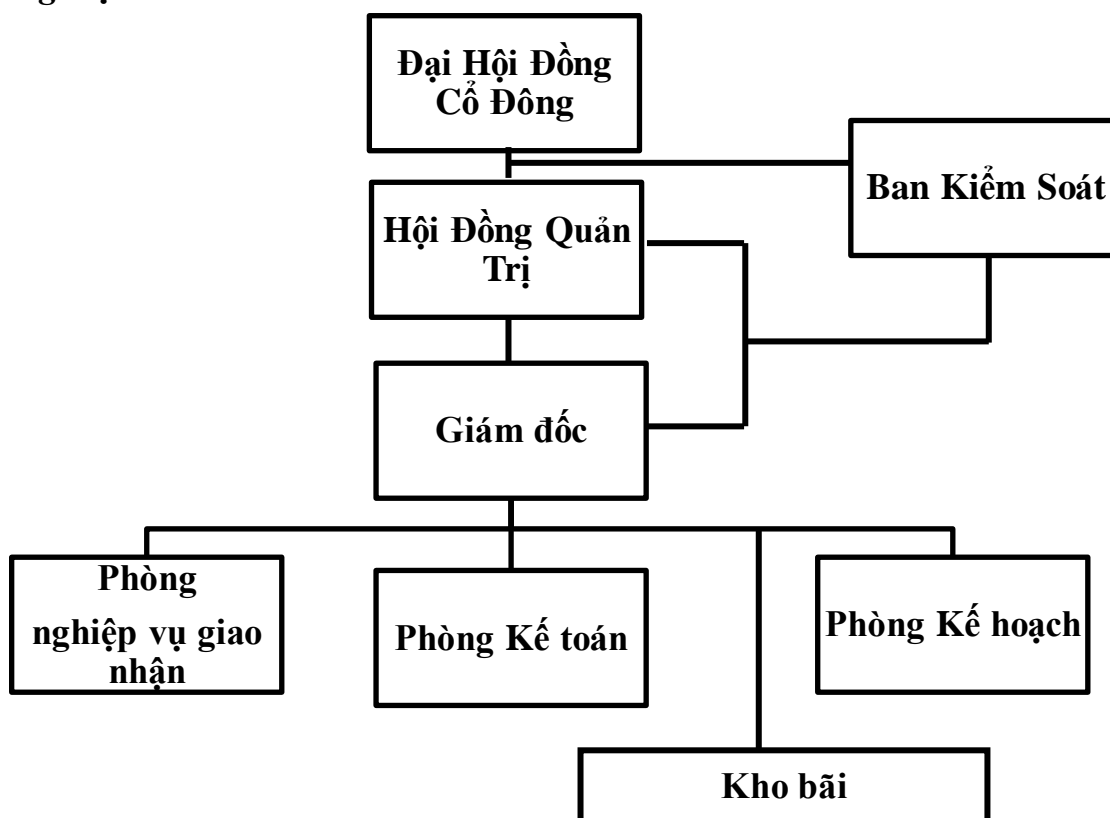 Đại Hội Đồng
Cổ Đông
Ban Kiểm Soát
Hội Đồng Quản
Trị
Giám đốc
Phòng
nghiệp vụ giao
nhận
Phòng Kế toán
Phòng Kế hoạch
Kho bãi